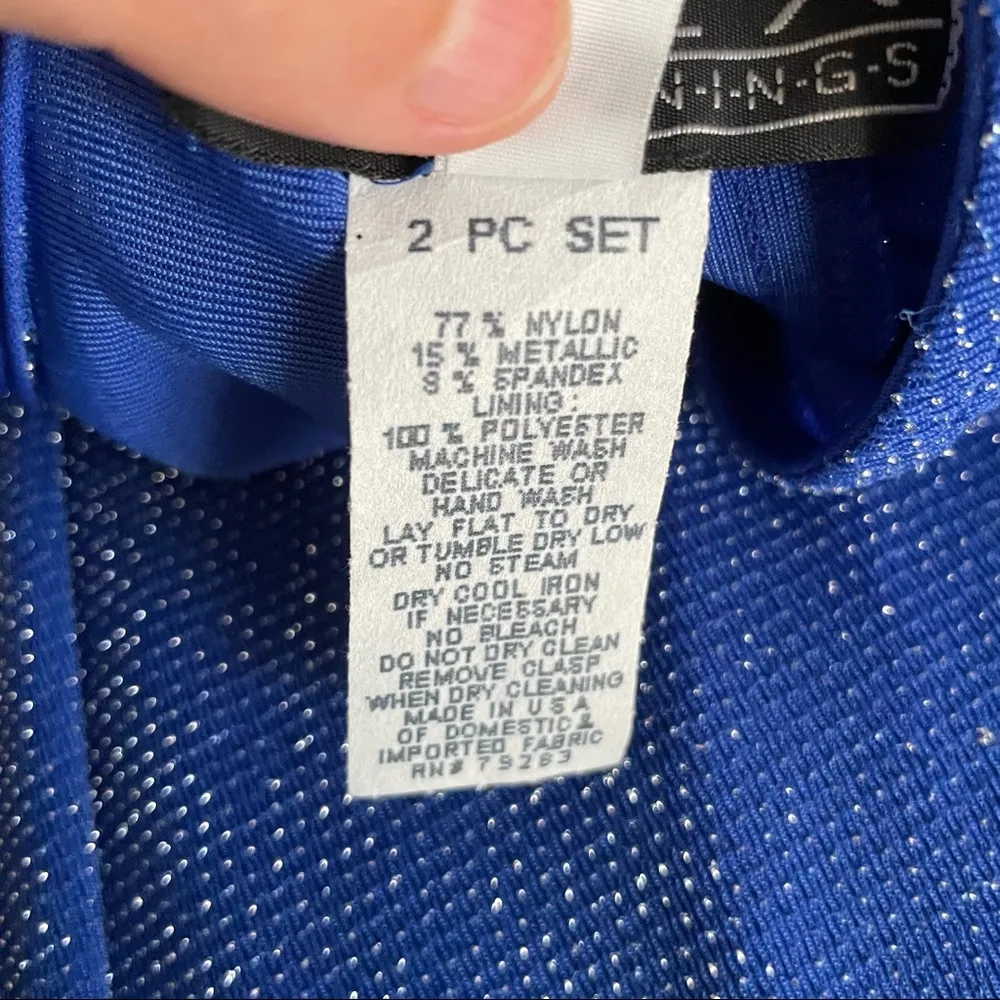 N·I·N·G·S
2 PC SET
77 % NYLON
15 % METALLIC
8 % SPANDEX
LINING:
100 % POLYESTER
MACHINE WASH
DELICATE OR
HAND WASH
LAY FLAT TO DRY
OR TUMBLE DRY LOW
NO STEAM
DRY COOL IRON
IF NECESSARY
NO BLEACH
DO NOT DRY CLEAN
REMOVE CLASP
WHEN DRY CLEANING
MADE IN U S A
OF DOMESTIC &
IMPORTED FABRIC
RN# 79283